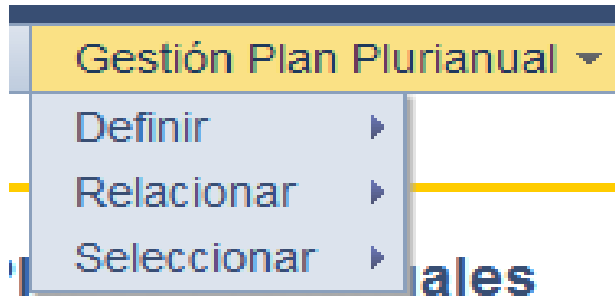 Gestión Plan Plurianual
Definir
Relacionar
Seleccionar
ales